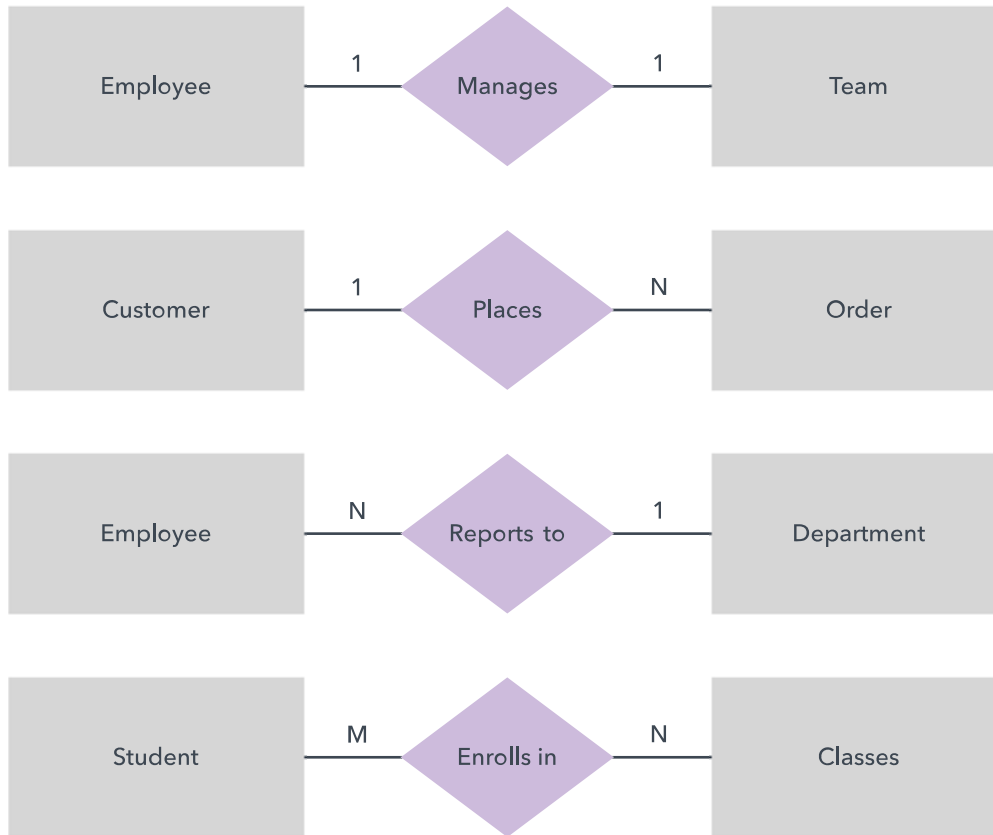 Employee 1 Manages 1 Team
Customer 1 Places N Order
Employee N Reports to 1 Department
Student M Enrolls in N Classes